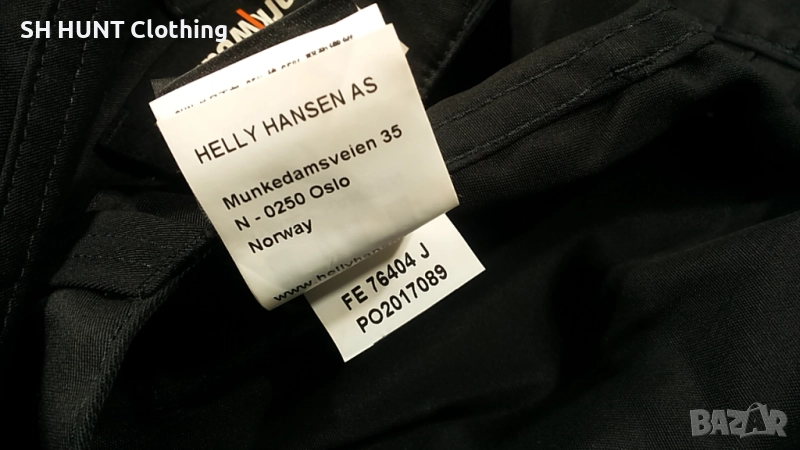 SH HUNT Clothing
HELLY HANSEN AS
Munkedamsveien 35
N - 0250 Oslo
Norway
FE 76404 J
PO2017089
BAZAR